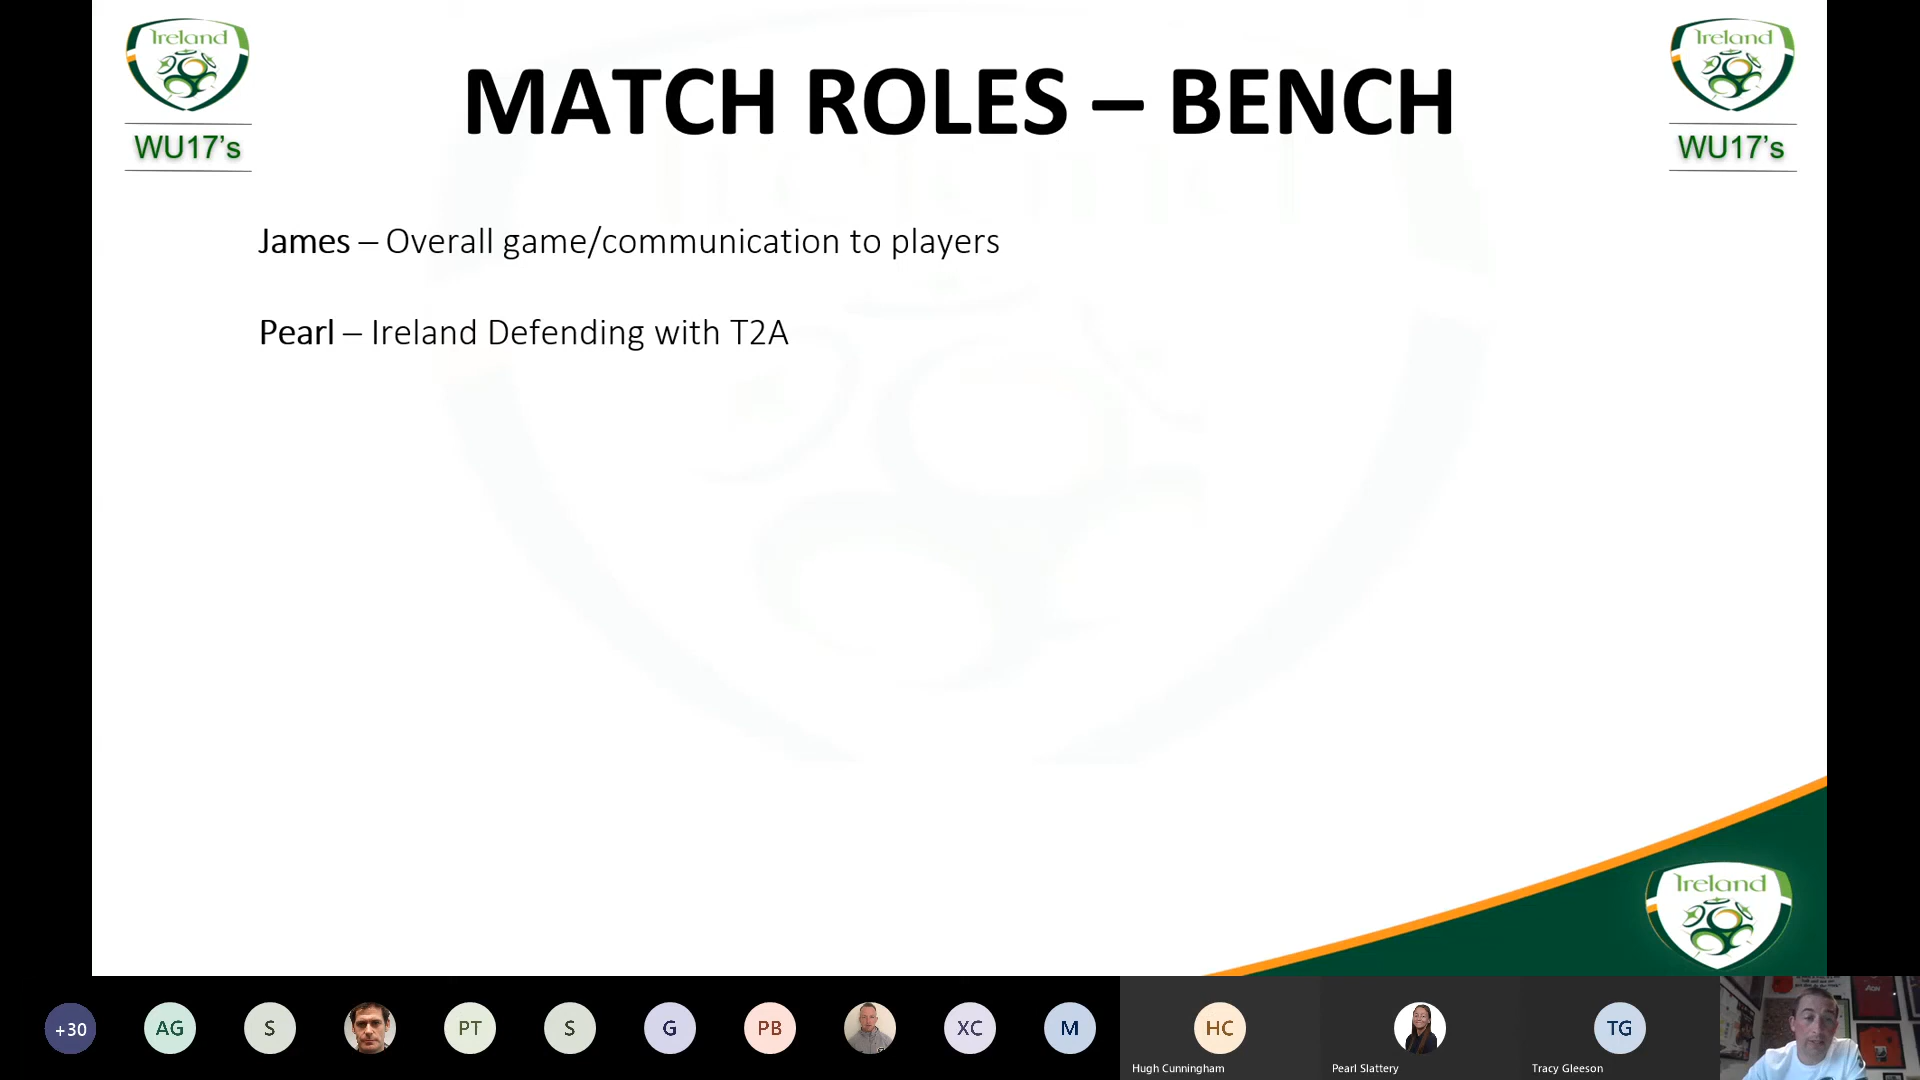 Ireland
WU17's
MATCH ROLES – BENCH
Ireland
WU17's
James – Overall game/communication to players
Pearl – Ireland Defending with T2A
Ireland
+30
AG
S
PT
S
G
PB
XC
M
HC
TG
Hugh Cunningham
Pearl Slattery
Tracy Gleeson
AON